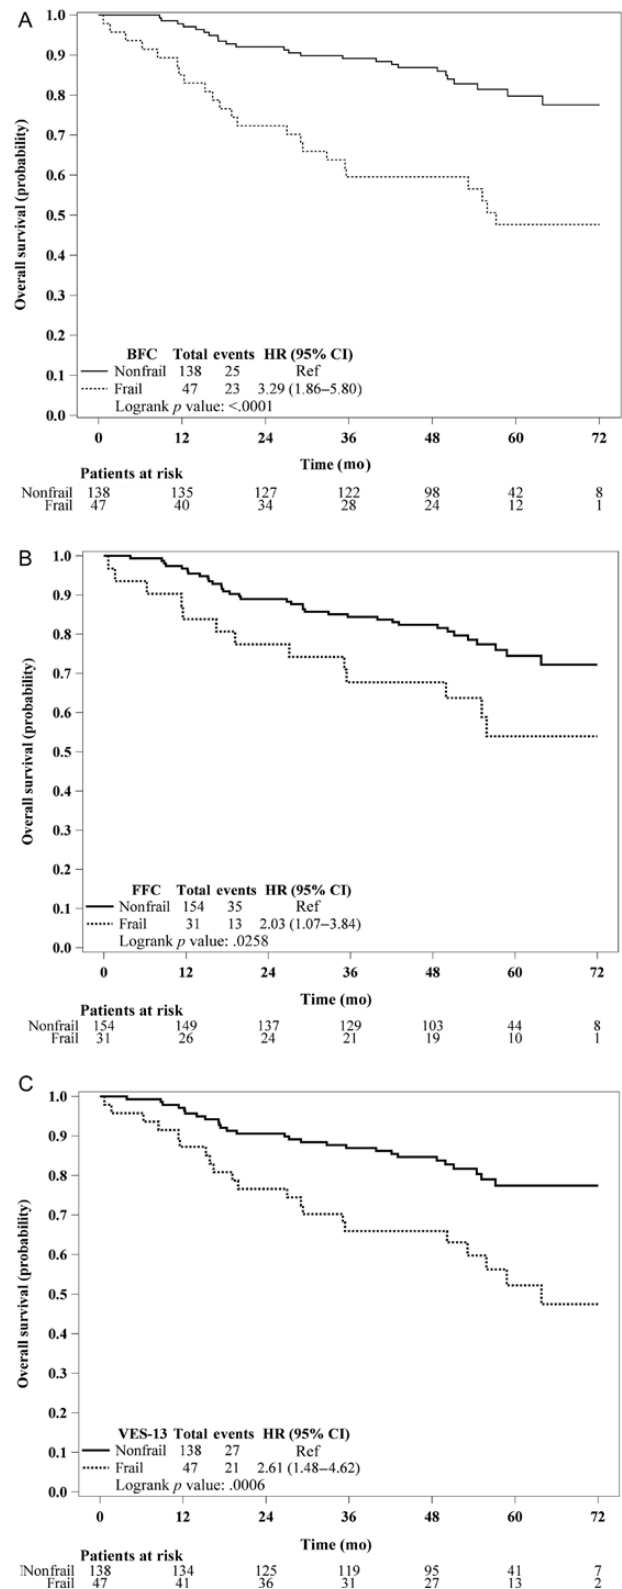 A
1.0
0.9
0.8
0.7
0.6
0.5
0.4
0.3
0.2
0.1
0.0
Overall survival (probability)
BFC Total events HR (95% CI)
Nonfrail 138 25 Ref
Frail 47 23 3.29 (1.86–5.80)
Logrank p value: <.0001
0 12 24 36 48 60 72
Time (mo)
Patients at risk
Nonfrail 138 135 127 122 98 42 8
Frail 47 40 34 28 24 12 1
B
1.0
0.9
0.8
0.7
0.6
0.5
0.4
0.3
0.2
0.1
0.0
Overall survival (probability)
FFC Total events HR (95% CI)
Nonfrail 154 35 Ref
Frail 31 13 2.03 (1.07–3.84)
Logrank p value: .0258
0 12 24 36 48 60 72
Time (mo)
Patients at risk
Nonfrail 154 149 137 129 103 44 8
Frail 31 26 24 21 19 10 1
C
1.0
0.9
0.8
0.7
0.6
0.5
0.4
0.3
0.2
0.1
0.0
Overall survival (probability)
VES-13 Total events HR (95% CI)
Nonfrail 138 27 Ref
Frail 47 21 2.61 (1.48–4.62)
Logrank p value: .0006
0 12 24 36 48 60 72
Time (mo)
Patients at risk
Nonfrail 138 134 125 119 95 41 7
Frail 47 41 36 31 27 13 2